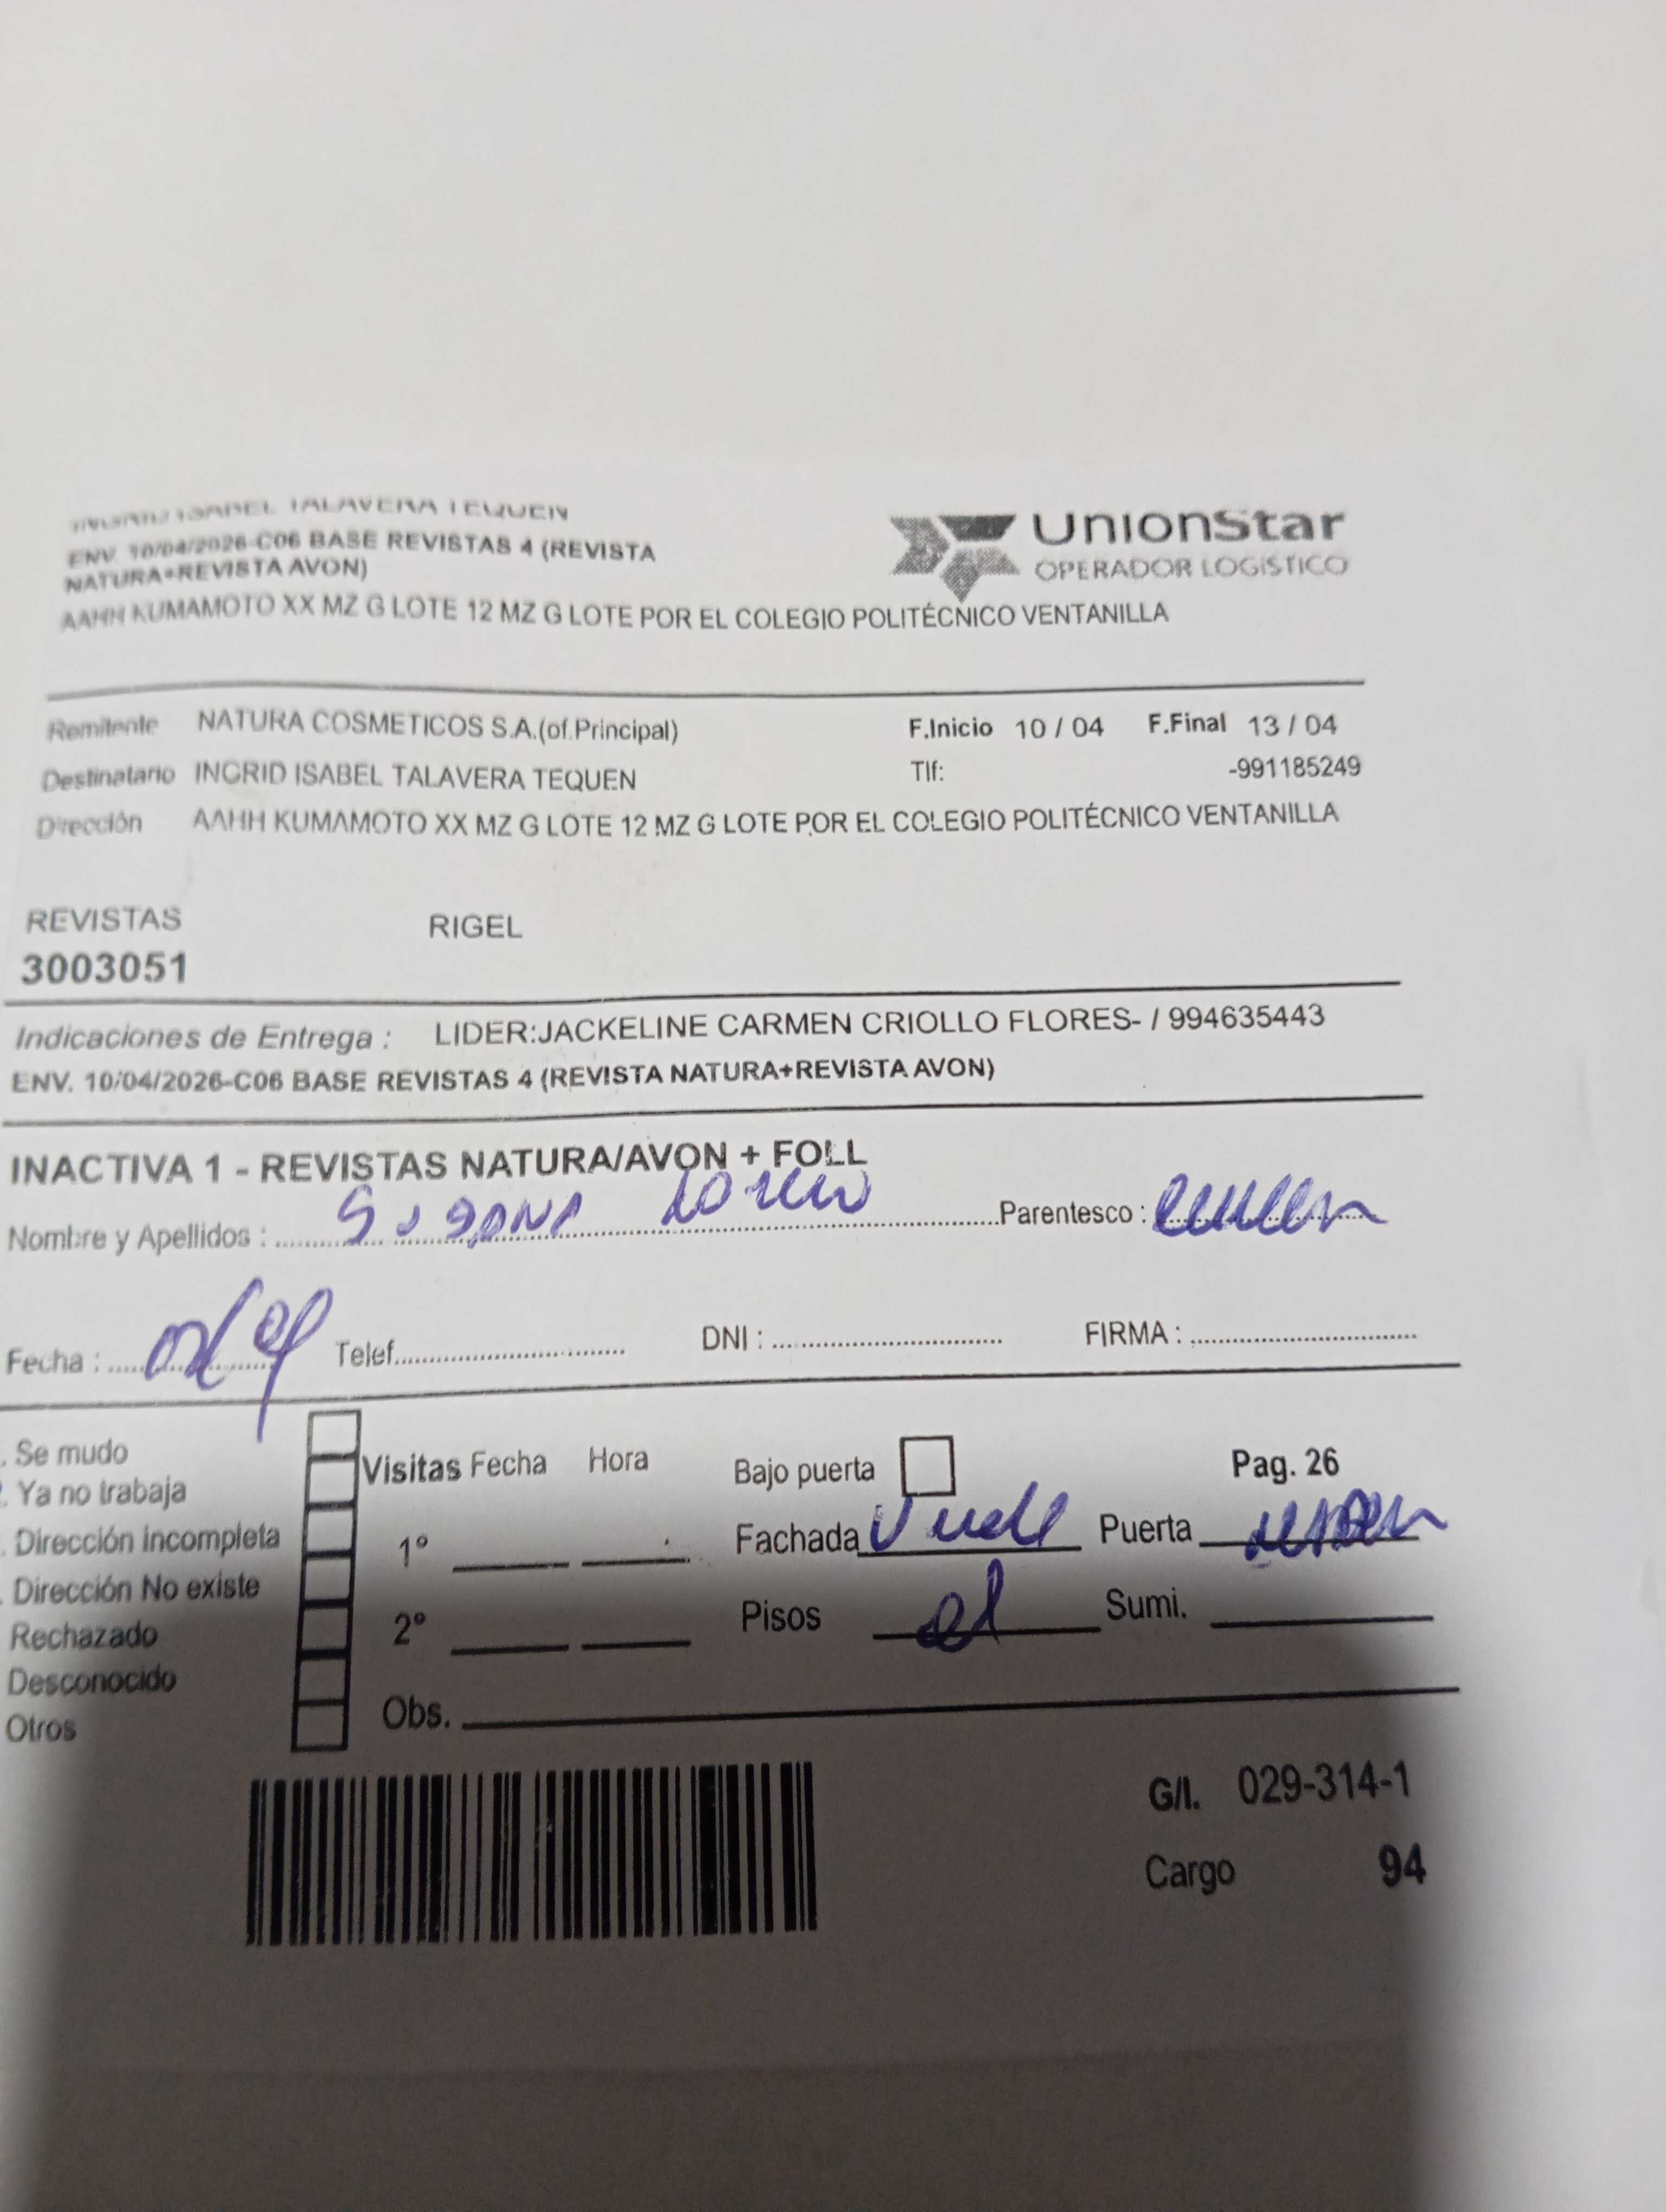 INGRID ISABEL TALAVERA TEQUEN
ENV. 10/04/2026-C06 BASE REVISTAS 4 (REVISTA
NATURA+REVISTA AVON)
AAHH KUMAMOTO XX MZ G LOTE 12 MZ G LOTE POR EL COLEGIO POLITÉCNICO VENTANILLA
UnionStar
OPERADOR LOGISTICO
Remitente NATURA COSMETICOS S.A.(of.Principal) F.Inicio 10 / 04 F.Final 13 / 04
Destinatario INGRID ISABEL TALAVERA TEQUEN Tlf: -991185249
Dirección AAHH KUMAMOTO XX MZ G LOTE 12 MZ G LOTE POR EL COLEGIO POLITÉCNICO VENTANILLA
REVISTAS RIGEL
3003051
Indicaciones de Entrega : LIDER:JACKELINE CARMEN CRIOLLO FLORES- / 994635443
ENV. 10/04/2026-C06 BASE REVISTAS 4 (REVISTA NATURA+REVISTA AVON)
INACTIVA 1 - REVISTAS NATURA/AVON + FOLL
Nombre y Apellidos : Parentesco :
Fecha : Telef. DNI : FIRMA :
Se mudo
Ya no trabaja
Dirección incompleta
Dirección No existe
Rechazado
Desconocido
Otros
Visitas Fecha Hora Bajo puerta Pag. 26
1° Fachada Puerta
2° Pisos Sumi.
Obs.
G/I. 029-314-1
Cargo 94